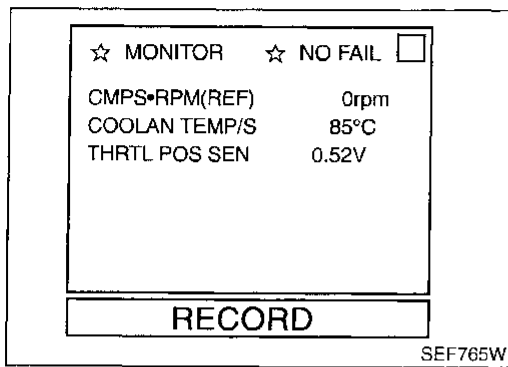 ☆ MONITOR ☆ NO FAIL
CMPS•RPM(REF) 0rpm
COOLAN TEMP/S 85°C
THRTL POS SEN 0.52V
RECORD
SEF765W